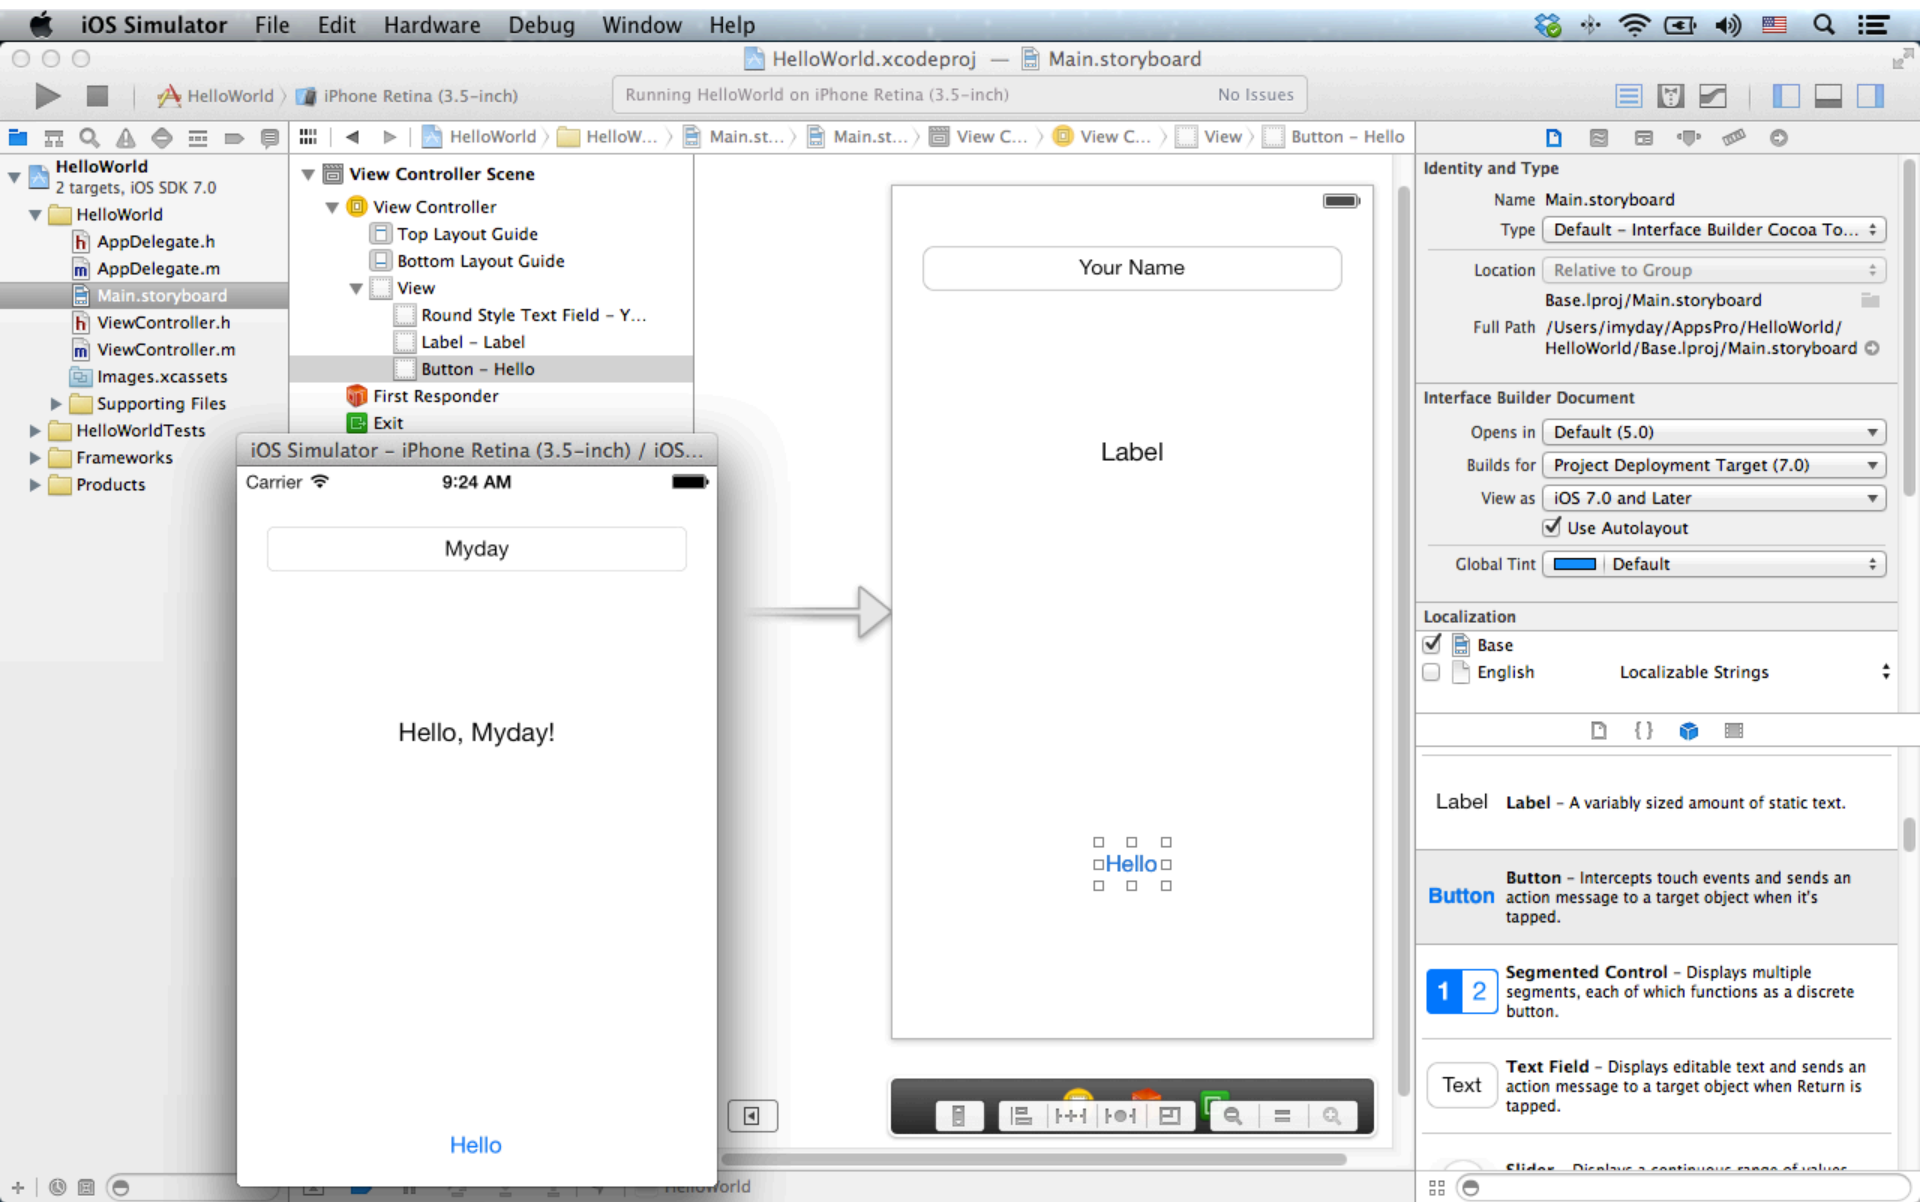 iOS Simulator File Edit Hardware Debug Window Help
HelloWorld.xcodeproj — Main.storyboard
HelloWorld iPhone Retina (3.5-inch)
Running HelloWorld on iPhone Retina (3.5-inch) No Issues
HelloWorld HelloW... Main.st... Main.st... View C... View C... View Button – Hello
HelloWorld
2 targets, iOS SDK 7.0
HelloWorld
AppDelegate.h
AppDelegate.m
Main.storyboard
ViewController.h
ViewController.m
Images.xcassets
Supporting Files
HelloWorldTests
Frameworks
Products
View Controller Scene
View Controller
Top Layout Guide
Bottom Layout Guide
View
Round Style Text Field – Y...
Label – Label
Button – Hello
First Responder
Exit
iOS Simulator – iPhone Retina (3.5-inch) / iOS...
Carrier 9:24 AM
Myday
Hello, Myday!
Hello
Your Name
Label
Hello
Identity and Type
Name Main.storyboard
Type Default – Interface Builder Cocoa To...
Location Relative to Group
Base.lproj/Main.storyboard
Full Path /Users/imyday/AppsPro/HelloWorld/
HelloWorld/Base.lproj/Main.storyboard
Interface Builder Document
Opens in Default (5.0)
Builds for Project Deployment Target (7.0)
View as iOS 7.0 and Later
Use Autolayout
Global Tint Default
Localization
Base
English Localizable Strings
Label Label – A variably sized amount of static text.
Button Button – Intercepts touch events and sends an
action message to a target object when it's
tapped.
1 2 Segmented Control – Displays multiple
segments, each of which functions as a discrete
button.
Text Text Field – Displays editable text and sends an
action message to a target object when Return is
tapped.
Slider – Displays a continuous range of values
HelloWorld